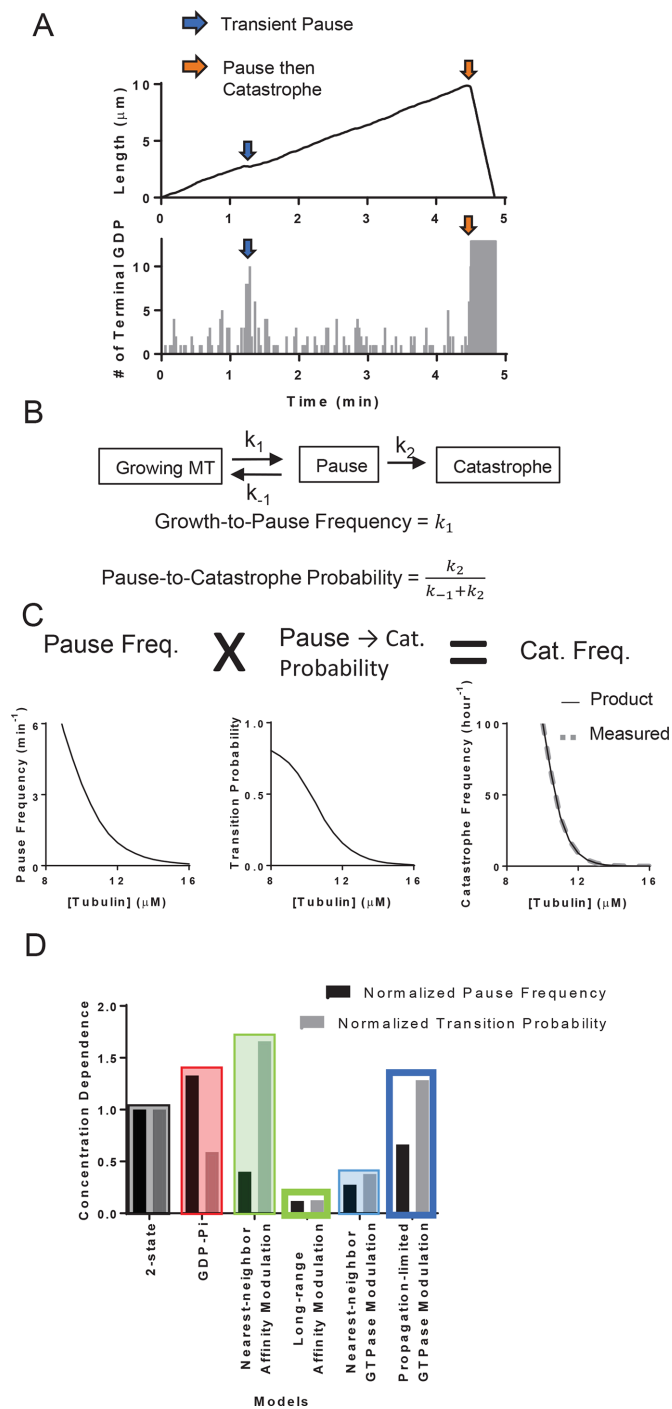 A
Transient Pause
Pause then
Catastrophe
Length (µm)
10
5
0
0 1 2 3 4 5
# of Terminal GDP
10
5
0
0 1 2 3 4 5
Time (min)
B
Growing MT
k1
k-1
Pause
k2
Catastrophe
Growth-to-Pause Frequency = k1
Pause-to-Catastrophe Probability = k2 / k−1+k2
C
Pause Freq.
X
Pause → Cat.
Probability
=
Cat. Freq.
Product
Measured
Pause Frequency (min-1)
6
3
0
8 12 16
[Tubulin] (µM)
Transition Probability
1.0
0.5
0.0
8 12 16
[Tubulin] (µM)
Catastrophe Frequency (hour-1)
100
50
0
8 12 16
[Tubulin] (µM)
D
Normalized Pause Frequency
Normalized Transition Probability
Concentration Dependence
2.0
1.5
1.0
0.5
0.0
2-state
GDP-Pi
Nearest-neighbor
Affinity Modulation
Long-range
Affinity Modulation
Nearest-neighbor
GTPase Modulation
Propagation-limited
GTPase Modulation
Models